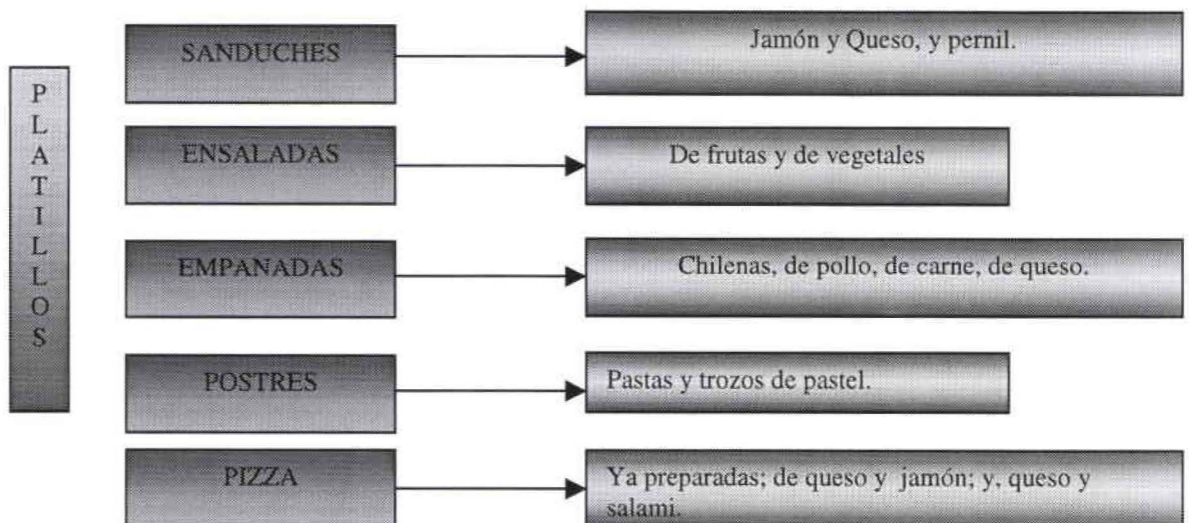 PLATILLOS
SANDUCHES
Jamón y Queso, y pernil.
ENSALADAS
De frutas y de vegetales
EMPANADAS
Chilenas, de pollo, de carne, de queso.
POSTRES
Pastas y trozos de pastel.
PIZZA
Ya preparadas; de queso y jamón; y, queso y
salami.